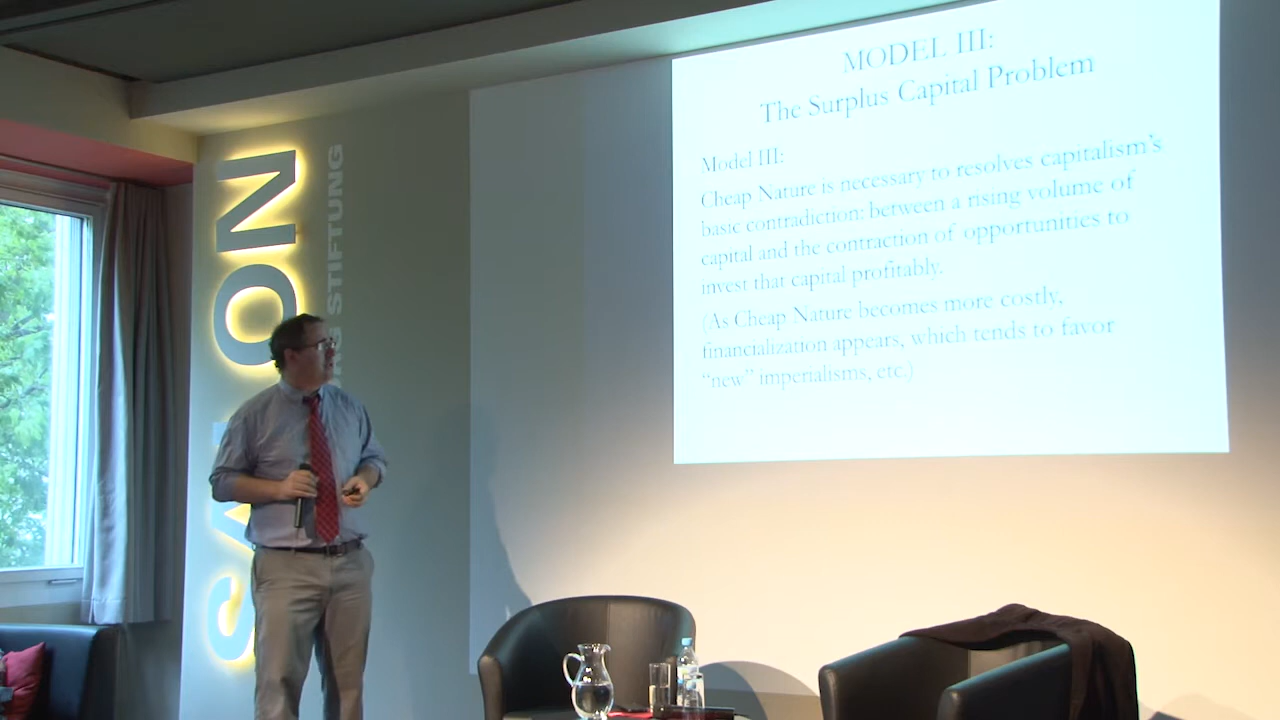 MODEL III:
The Surplus Capital Problem
Model III:
Cheap Nature is necessary to resolves capitalism's
basic contradiction: between a rising volume of
capital and the contraction of opportunities to
invest that capital profitably.
(As Cheap Nature becomes more costly,
financialization appears, which tends to favor
“new” imperialisms, etc.)
STIFTUNG